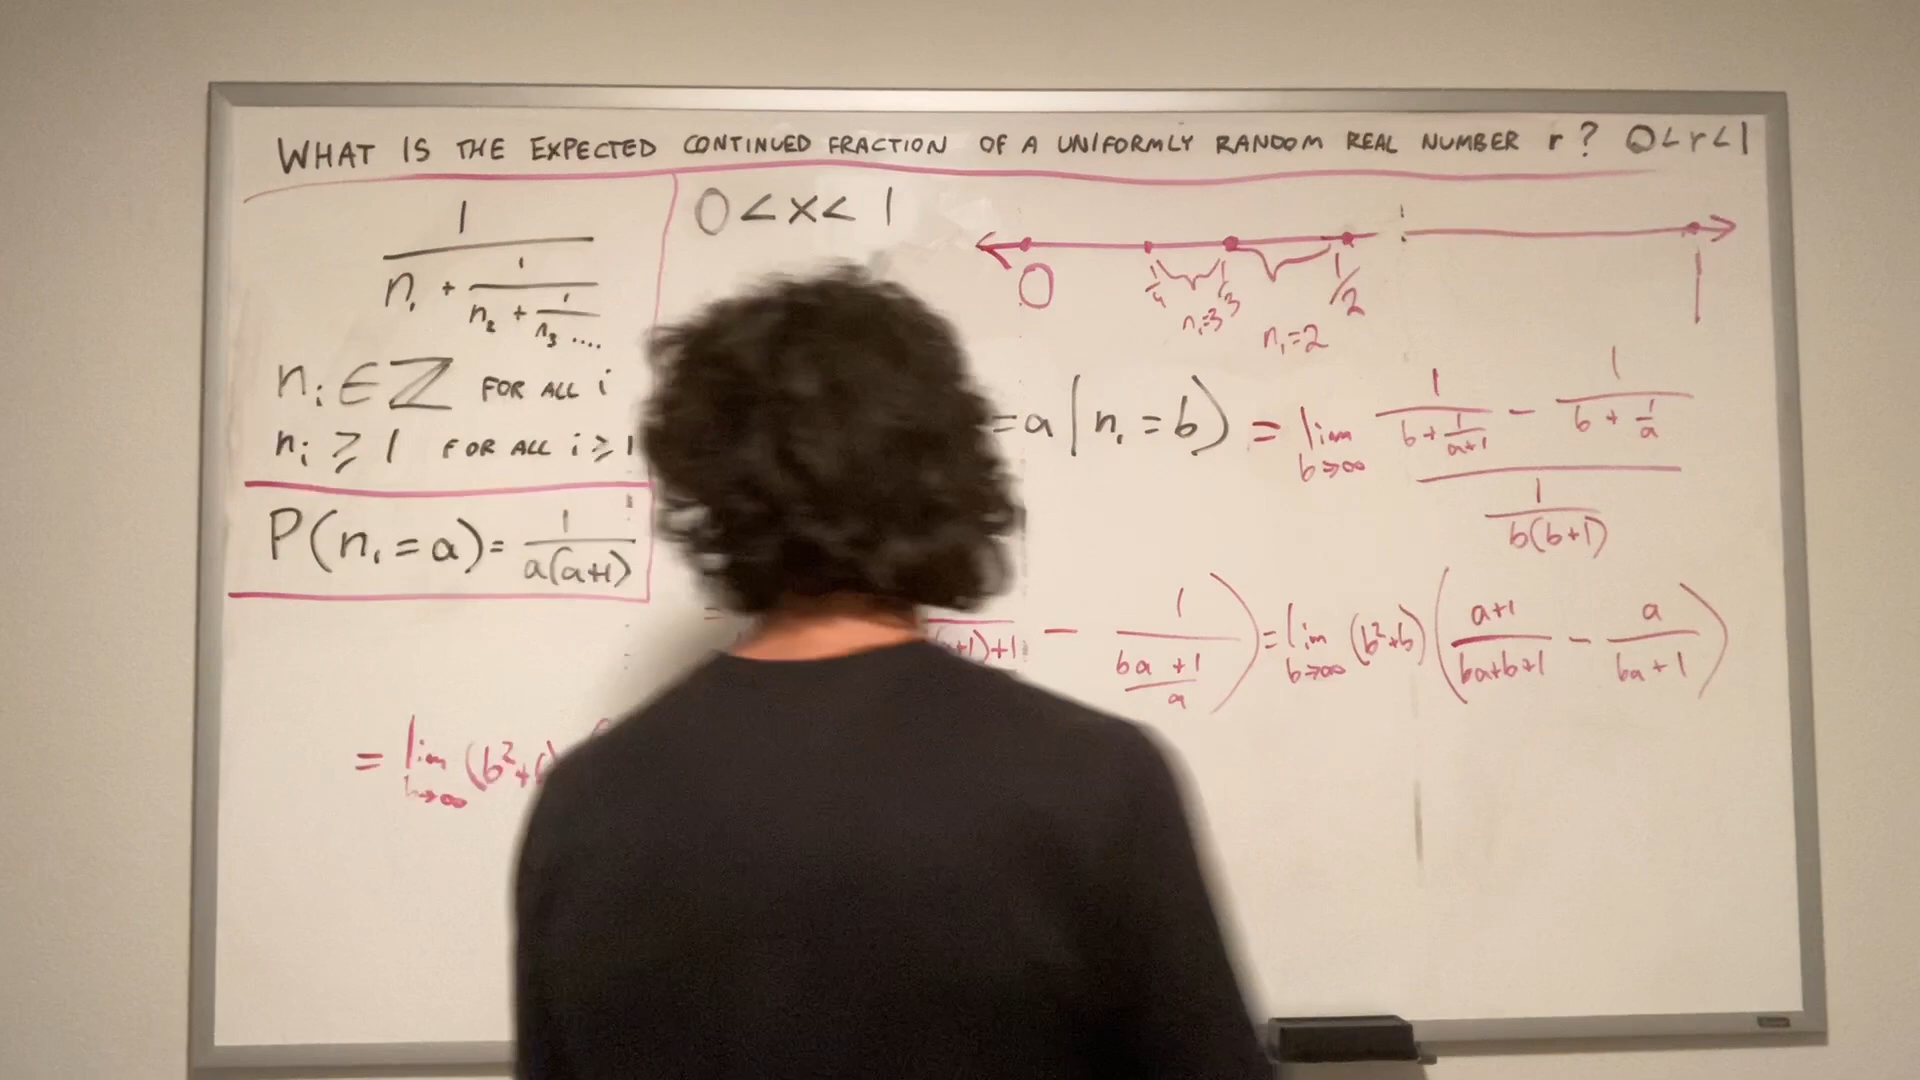 WHAT IS THE EXPECTED CONTINUED FRACTION OF A UNIFORMLY RANDOM REAL NUMBER r? 0<r<1
1
n₁ + 1
n₂ + 1
n₃ ....
nᵢ ∈ ℤ FOR ALL i
nᵢ ≥ 1 FOR ALL i ≥ 1
P(n₁ = a) = 1/a(a+1)
0 < x < 1
0 1/4 1/3 1/2 1
n₁=3 n₁=2
= a | n₁ = b) = lim b→∞ (1/(b + 1/(a+1)) − 1/(b + 1/a)) / (1/(b(b+1)))
+1)+1 − 1/((ba + 1)/a)) = lim b→∞ (b²+b) ((a+1)/(ba+b+1) − a/(ba+1))
= lim b→∞ (b²+